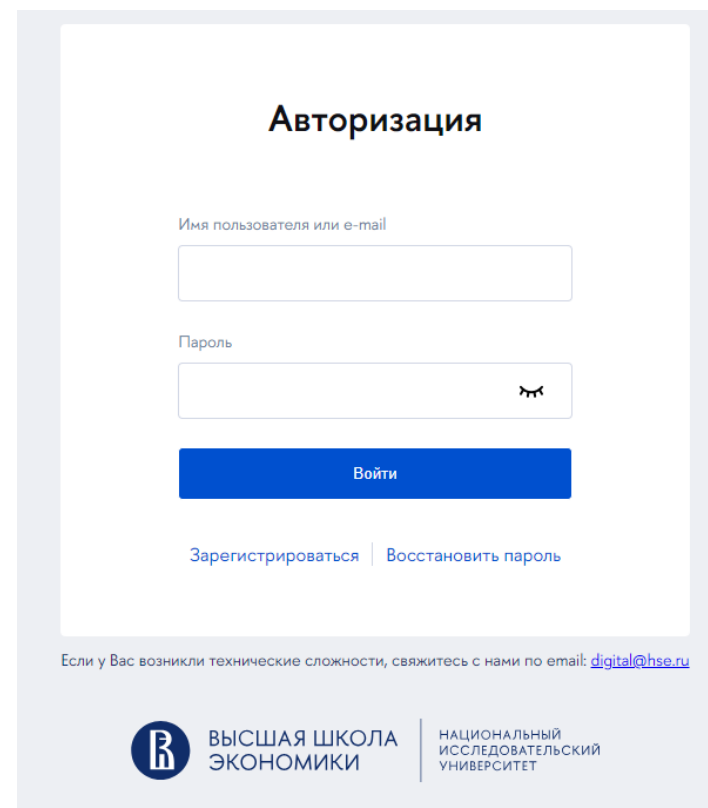 Авторизация
Имя пользователя или e-mail
Пароль
Войти
Зарегистрироваться
Восстановить пароль
Если у Вас возникли технические сложности, свяжитесь с нами по email: digital@hse.ru
ВЫСШАЯ ШКОЛА
ЭКОНОМИКИ
НАЦИОНАЛЬНЫЙ
ИССЛЕДОВАТЕЛЬСКИЙ
УНИВЕРСИТЕТ